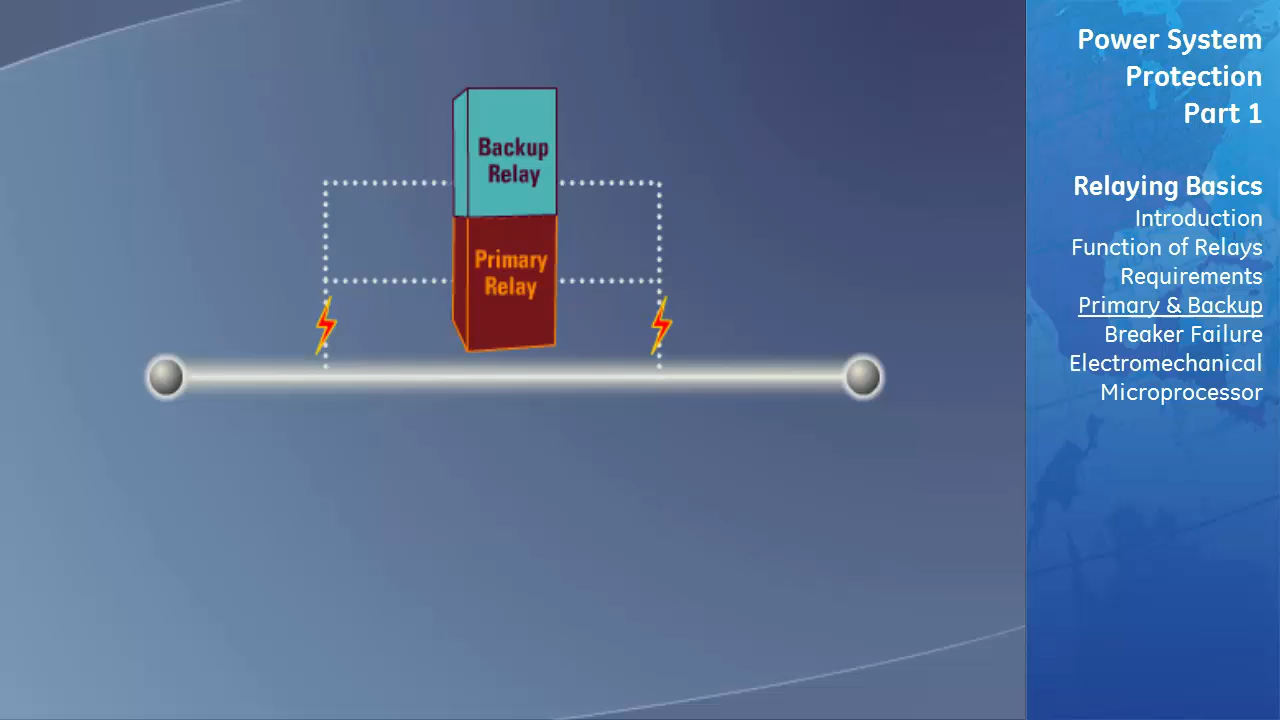 Backup
Relay
Primary
Relay
Power System
Protection
Part 1
Relaying Basics
Introduction
Function of Relays
Requirements
Primary & Backup
Breaker Failure
Electromechanical
Microprocessor